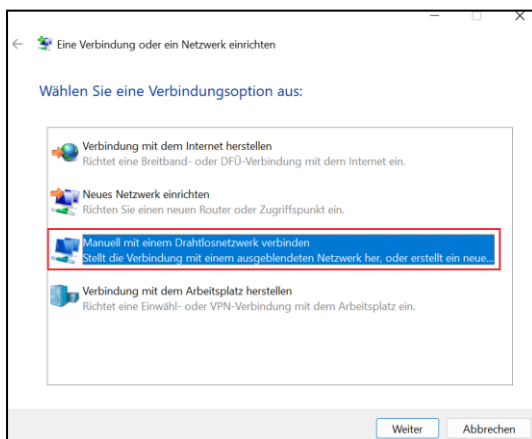 Eine Verbindung oder ein Netzwerk einrichten
Wählen Sie eine Verbindungsoption aus:
Verbindung mit dem Internet herstellen
Richtet eine Breitband- oder DFÜ-Verbindung mit dem Internet ein.
Neues Netzwerk einrichten
Richten Sie einen neuen Router oder Zugriffspunkt ein.
Manuell mit einem Drahtlosnetzwerk verbinden
Stellt die Verbindung mit einem ausgeblendeten Netzwerk her, oder erstellt ein neue...
Verbindung mit dem Arbeitsplatz herstellen
Richtet eine Einwähl- oder VPN-Verbindung mit dem Arbeitsplatz ein.
Weiter
Abbrechen